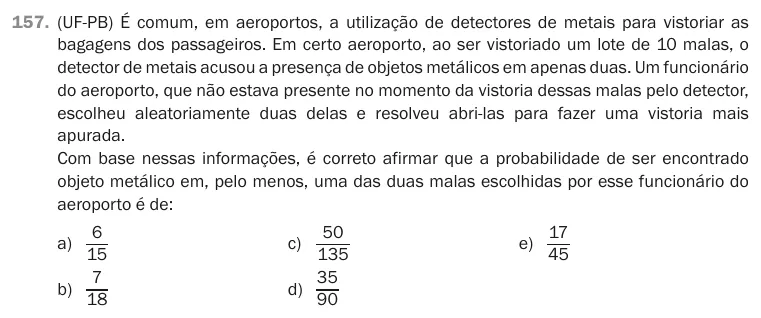 157. (UF-PB) É comum, em aeroportos, a utilização de detectores de metais para vistoriar as
bagagens dos passageiros. Em certo aeroporto, ao ser vistoriado um lote de 10 malas, o
detector de metais acusou a presença de objetos metálicos em apenas duas. Um funcionário
do aeroporto, que não estava presente no momento da vistoria dessas malas pelo detector,
escolheu aleatoriamente duas delas e resolveu abri-las para fazer uma vistoria mais
apurada.
Com base nessas informações, é correto afirmar que a probabilidade de ser encontrado
objeto metálico em, pelo menos, uma das duas malas escolhidas por esse funcionário do
aeroporto é de:
a) 6/15 c) 50/135 e) 17/45
b) 7/18 d) 35/90